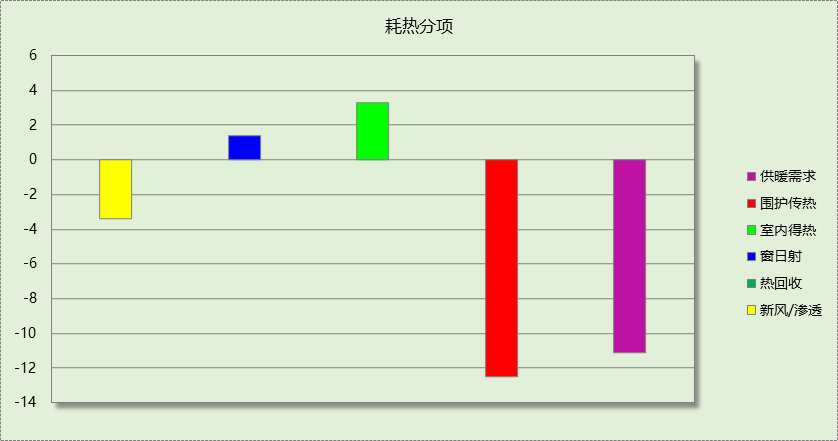 耗热分项
6
4
2
0
-2
-4
-6
-8
-10
-12
-14
供暖需求
围护传热
室内得热
窗日射
热回收
新风/渗透